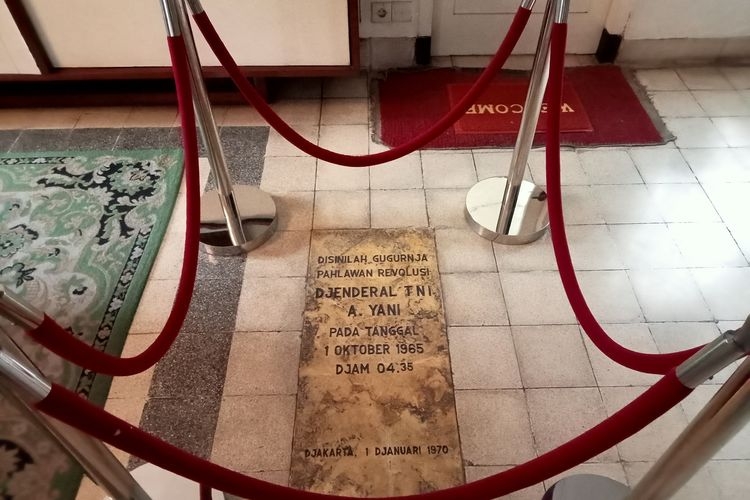 WELCOME
DISINILAH GUGURNJA
PAHLAWAN REVOLUSI
DJENDERAL TNI
A. YANI
PADA TANGGAL
1 OKTOBER 1965
DJAM 04.35
DJAKARTA, 1 DJANUARI 1970